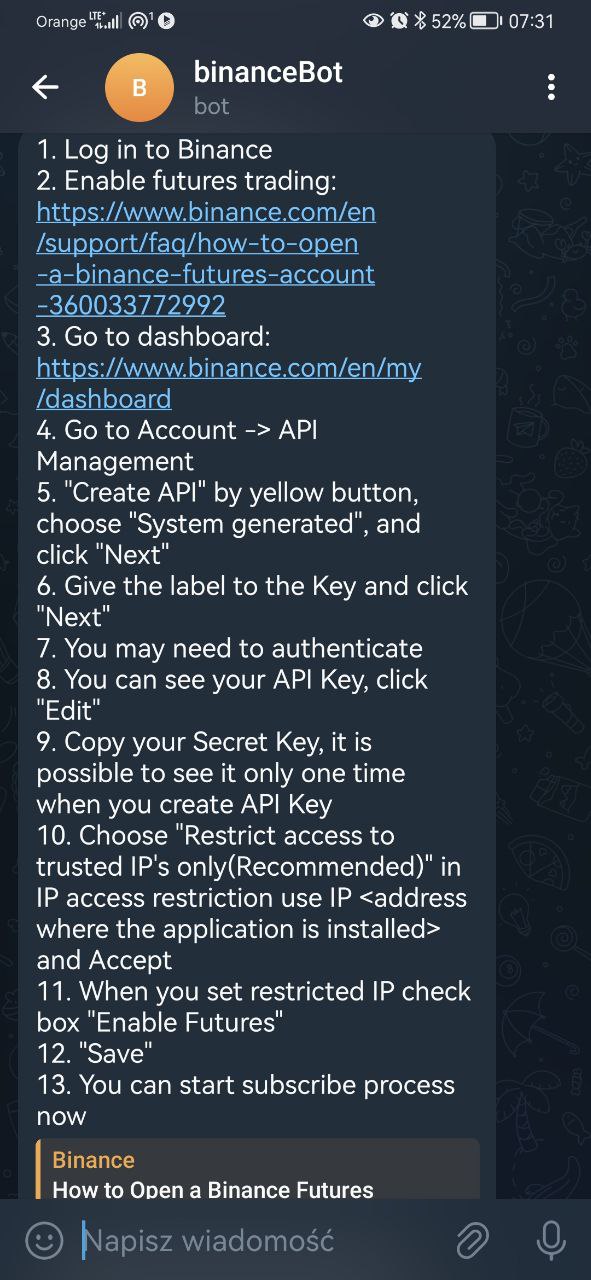 Orange LTE+ 1 52% 07:31
B
binanceBot
bot
1. Log in to Binance
2. Enable futures trading:
https://www.binance.com/en
/support/faq/how-to-open
-a-binance-futures-account
-360033772992
3. Go to dashboard:
https://www.binance.com/en/my
/dashboard
4. Go to Account -> API
Management
5. "Create API" by yellow button,
choose "System generated", and
click "Next"
6. Give the label to the Key and click
"Next"
7. You may need to authenticate
8. You can see your API Key, click
"Edit"
9. Copy your Secret Key, it is
possible to see it only one time
when you create API Key
10. Choose "Restrict access to
trusted IP's only(Recommended)" in
IP access restriction use IP <address
where the application is installed>
and Accept
11. When you set restricted IP check
box "Enable Futures"
12. "Save"
13. You can start subscribe process
now
Binance
How to Open a Binance Futures
Napisz wiadomość